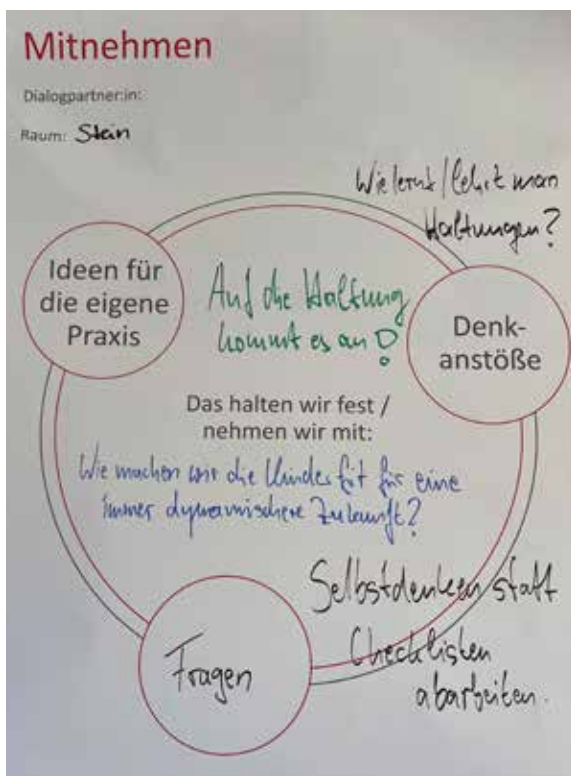 Mitnehmen
Dialogpartner:in:
Raum: Stein
Wie lernt / lehrt man
Haltungen?
Ideen für
die eigene
Praxis
Auf die Haltung
kommt es an!
Denk-
anstöße
Das halten wir fest /
nehmen wir mit:
Wie machen wir die Kinder fit für eine
immer dynamischere Zukunft?
Selbstdenken statt
Checklisten
abarbeiten.
Fragen